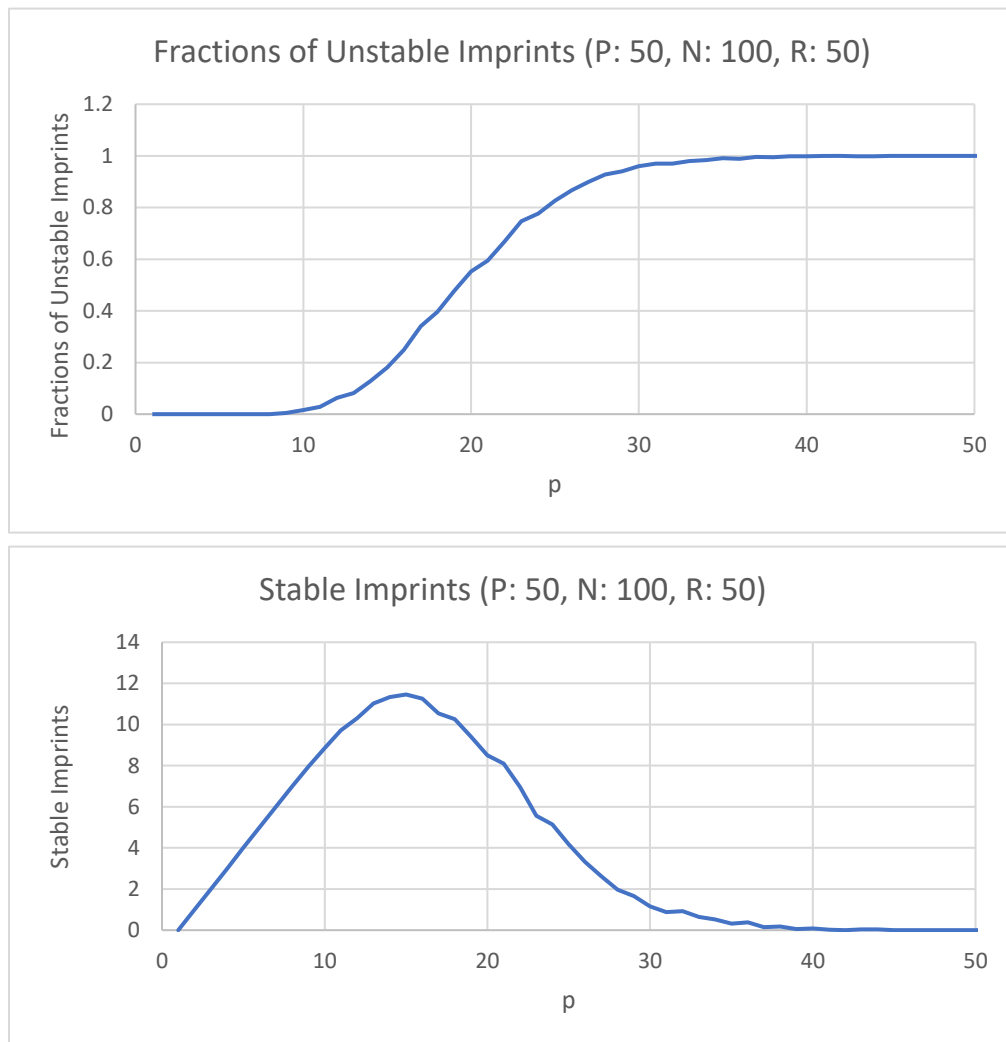 Fractions of Unstable Imprints (P: 50, N: 100, R: 50)
Fractions of Unstable Imprints
1.2
1
0.8
0.6
0.4
0.2
0
0 10 20 30 40 50
p
Stable Imprints (P: 50, N: 100, R: 50)
Stable Imprints
14
12
10
8
6
4
2
0
0 10 20 30 40 50
p